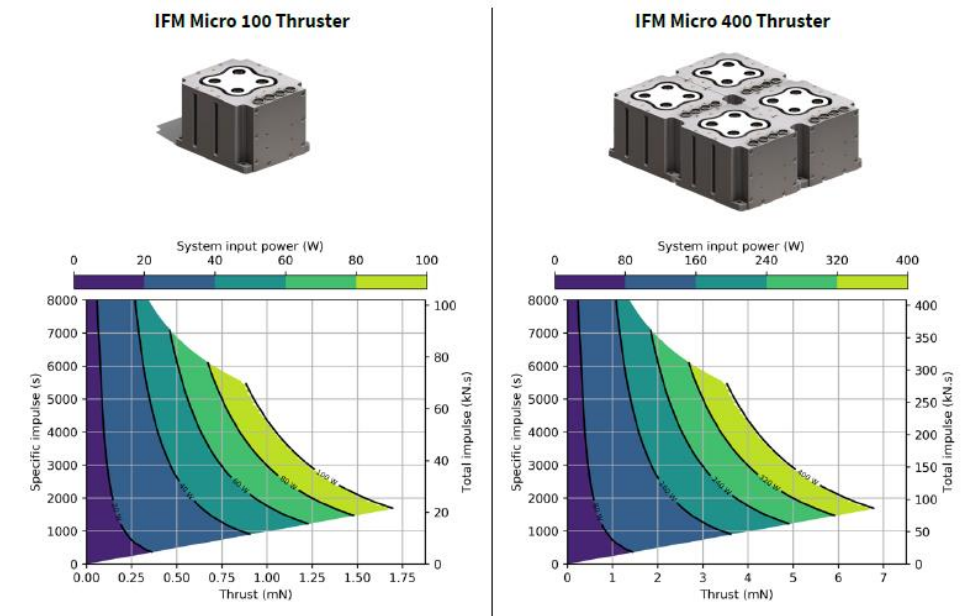 IFM Micro 100 Thruster
System input power (W)
0 20 40 60 80 100
8000
7000
6000
5000
4000
3000
2000
1000
0
Specific impulse (s)
100
80
60
40
20
0
Total impulse (kN.s)
20 W
40 W
60 W
80 W
100 W
0.00 0.25 0.50 0.75 1.00 1.25 1.50 1.75
Thrust (mN)
IFM Micro 400 Thruster
System input power (W)
0 80 160 240 320 400
8000
7000
6000
5000
4000
3000
2000
1000
0
Specific impulse (s)
400
350
300
250
200
150
100
50
0
Total impulse (kN.s)
80 W
160 W
240 W
320 W
400 W
0 1 2 3 4 5 6 7
Thrust (mN)